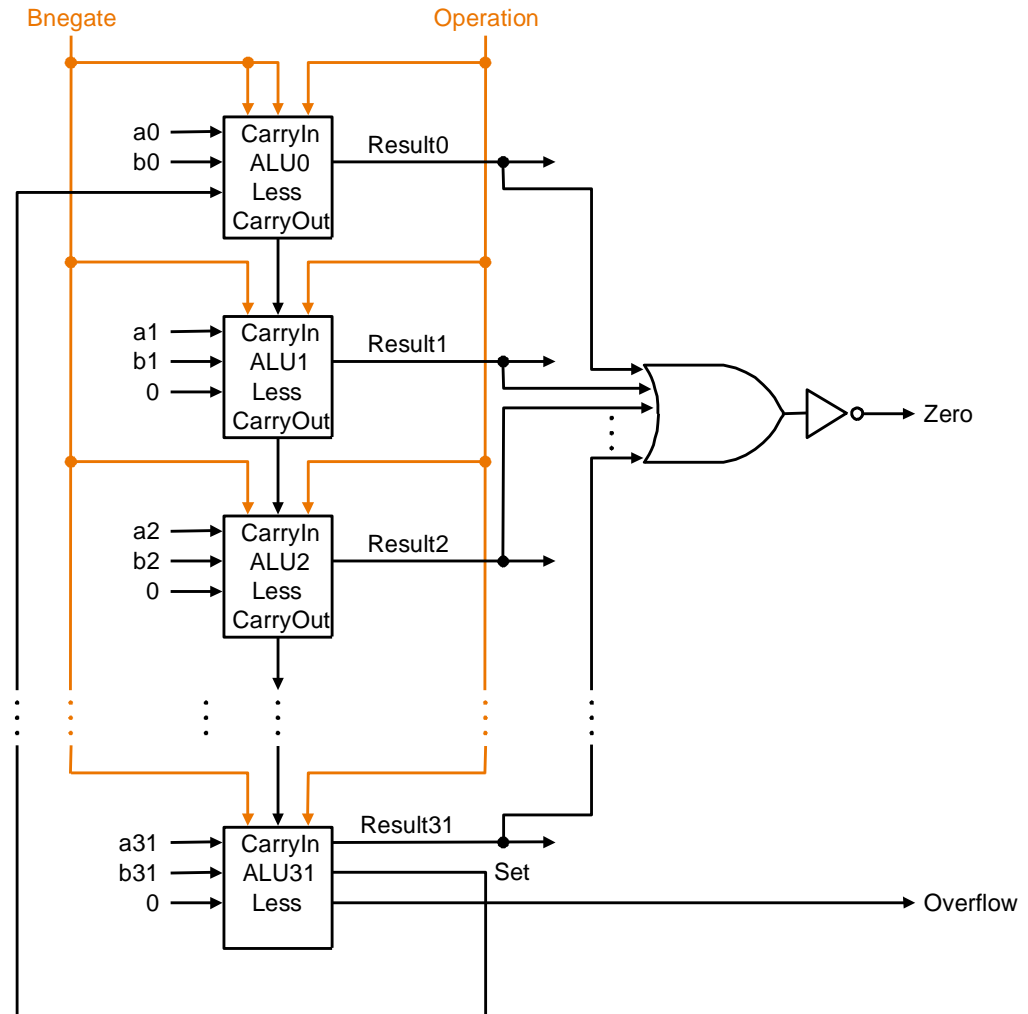 Bnegate
Operation
a0
b0
CarryIn
ALU0
Less
CarryOut
Result0
a1
b1
0
CarryIn
ALU1
Less
CarryOut
Result1
Zero
a2
b2
0
CarryIn
ALU2
Less
CarryOut
Result2
a31
b31
0
CarryIn
ALU31
Less
Result31
Set
Overflow